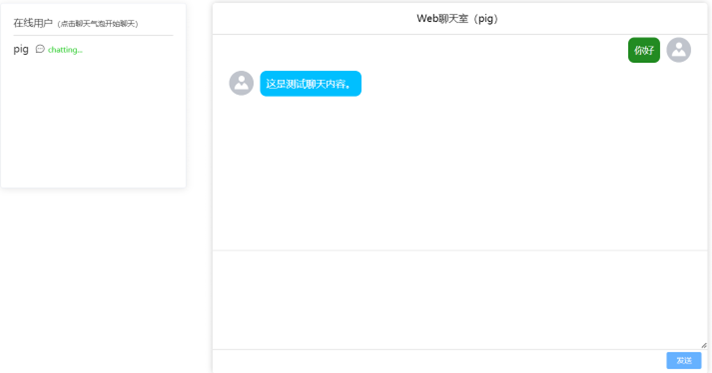 在线用户（点击聊天气泡开始聊天）
pig chatting...
Web聊天室（pig）
你好
这是测试聊天内容。
发送